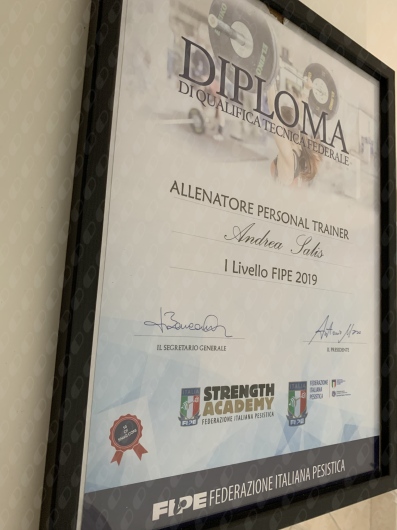 DIPLOMA
DI QUALIFICA TECNICA FEDERALE
ALLENATORE PERSONAL TRAINER
Andrea Salis
I Livello FIPE 2019
IL SEGRETARIO GENERALE
IL PRESIDENTE
FIPE
STRENGTH
ACADEMY
FEDERAZIONE ITALIANA PESISTICA
FEDERAZIONE
ITALIANA
PESISTICA
FIPE FEDERAZIONE ITALIANA PESISTICA